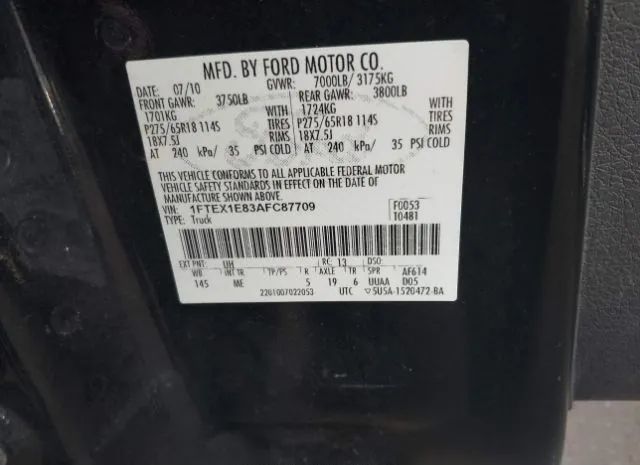 MFD. BY FORD MOTOR CO.
DATE: 07/10 GVWR: 7000LB/ 3175KG
FRONT GAWR: 3750LB REAR GAWR: 3800LB
1701KG WITH 1724KG WITH
P275/65R18 114S TIRES P275/65R18 114S TIRES
18X7.5J RIMS 18X7.5J RIMS
AT 240 kPa/ 35 PSI COLD AT 240 kPa/ 35 PSI COLD
THIS VEHICLE CONFORMS TO ALL APPLICABLE FEDERAL MOTOR
VEHICLE SAFETY STANDARDS IN EFFECT ON THE DATE OF
MANUFACTURE SHOWN ABOVE.
VIN: 1FTEX1E83AFC87709 F0053
TYPE: Truck T0481
EXT PNT: UH RC: 13 DSO:
WB INT TR TP/PS R AXLE TR SPR AF614
145 ME 5 19 6 UUAA D05
2261007022053 UTC 5U5A-1520472-BA